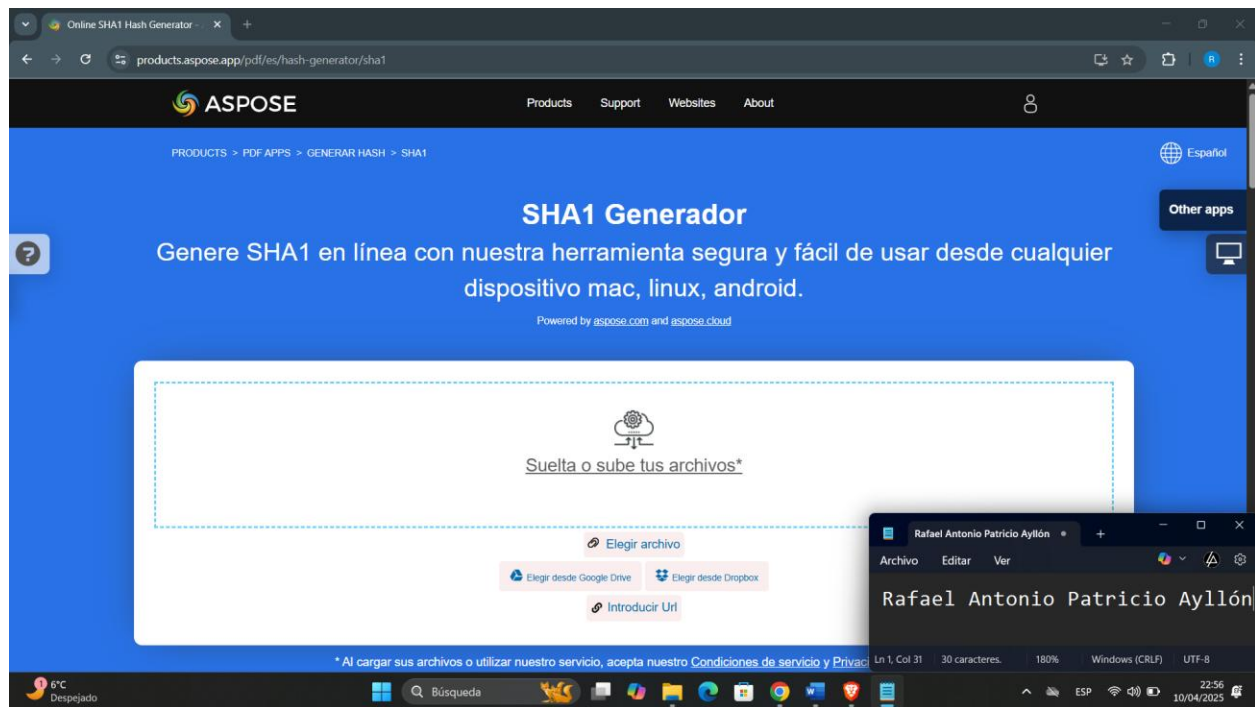 Online SHA1 Hash Generator -
products.aspose.app/pdf/es/hash-generator/sha1
R
ASPOSE
Products Support Websites About
PRODUCTS > PDF APPS > GENERAR HASH > SHA1
Español
SHA1 Generador
Other apps
Genere SHA1 en línea con nuestra herramienta segura y fácil de usar desde cualquier
dispositivo mac, linux, android.
Powered by aspose.com and aspose.cloud
Suelta o sube tus archivos*
Elegir archivo
Elegir desde Google Drive Elegir desde Dropbox
Introducir Url
* Al cargar sus archivos o utilizar nuestro servicio, acepta nuestro Condiciones de servicio y Privac
Rafael Antonio Patricio Ayllón
Archivo Editar Ver
Rafael Antonio Patricio Ayllón
Ln 1, Col 31 30 caracteres. 180% Windows (CRLF) UTF-8
1
6°C
Despejado
Búsqueda
ESP
22:56
10/04/2025